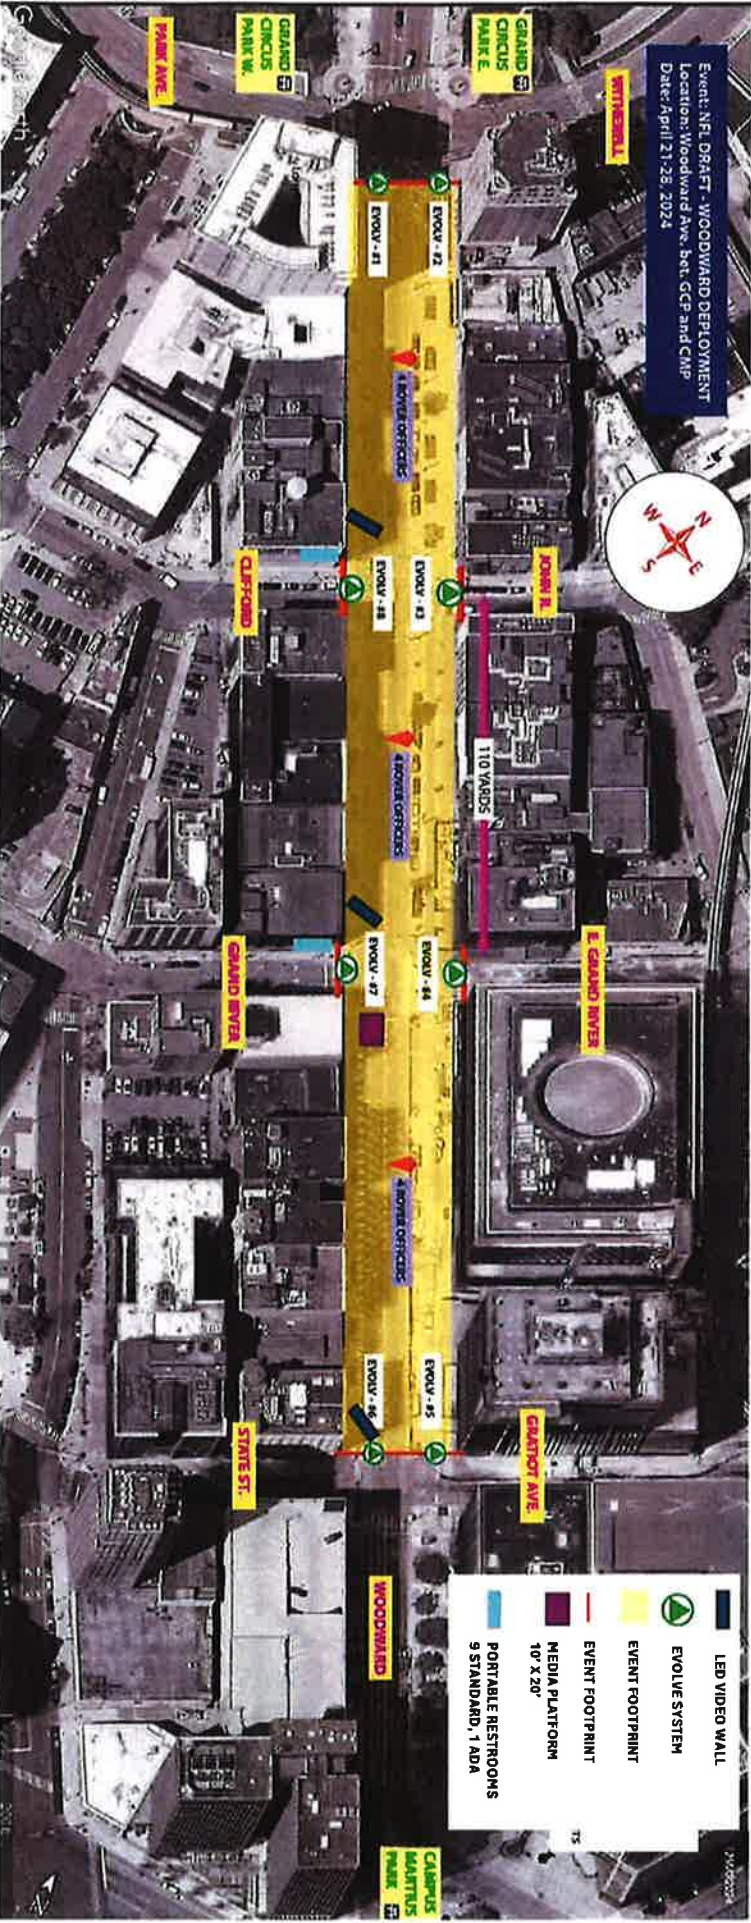 Event: NFL DRAFT - WOODWARD DEPLOYMENT
Location: Woodward Ave. bet. GCP and CMP
Date: April 21-28, 2024
WITHERELL
GRAND
CIRCUS
PARK E.
GRAND
CIRCUS
PARK W.
PARK AVE.
N
E
S
W
JOHN R.
E. GRAND RIVER
GRATIOT AVE.
110 YARDS
EVOLV - #2
EVOLV - #3
EVOLV - #4
EVOLV - #5
4 ROVER OFFICERS
4 ROVER OFFICERS
4 ROVER OFFICERS
EVOLV - #1
EVOLV - #8
EVOLV - #7
EVOLV - #6
WOODWARD
CAMPUS
MARTIUS
PARK
CLIFFORD
GRAND RIVER
STATE ST.
LED VIDEO WALL
EVOLVE SYSTEM
EVENT FOOTPRINT
EVENT FOOTPRINT
MEDIA PLATFORM
10' X 20'
PORTABLE RESTROOMS
9 STANDARD, 1 ADA
TS
Google Earth